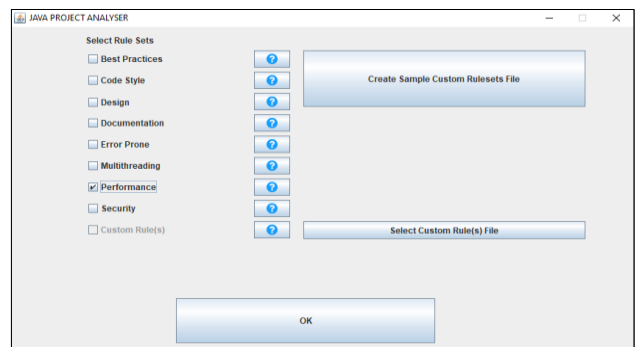 JAVA PROJECT ANALYSER
Select Rule Sets
Best Practices
Create Sample Custom Rulesets File
Code Style
Design
Documentation
Error Prone
Multithreading
Performance
Security
Custom Rule(s)
Select Custom Rule(s) File
OK